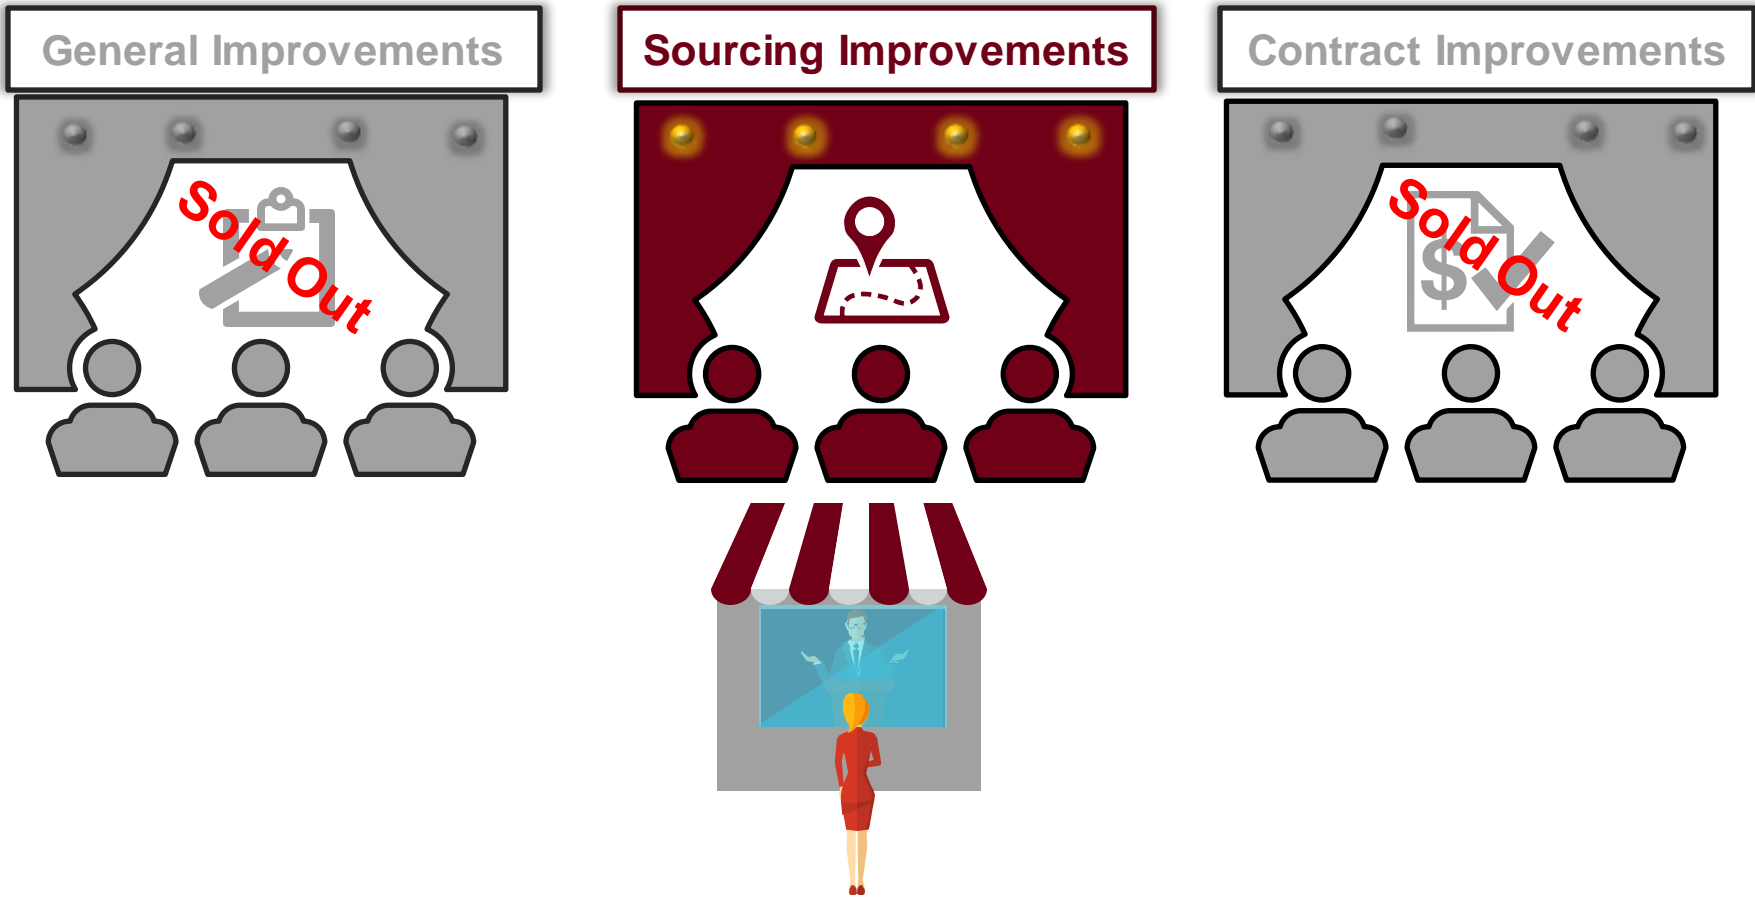 General Improvements
Sourcing Improvements
Contract Improvements
Sold Out
$
Sold Out